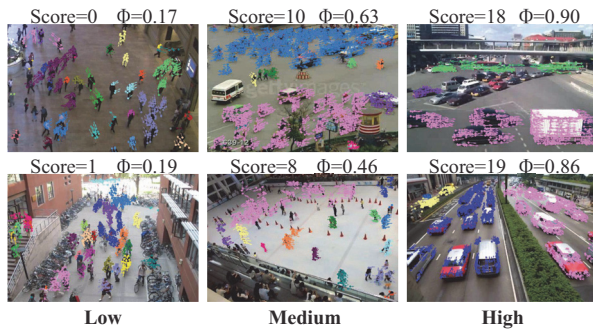 Score=0 Φ=0.17
Score=10 Φ=0.63
Score=18 Φ=0.90
Score=1 Φ=0.19
Score=8 Φ=0.46
Score=19 Φ=0.86
Low
Medium
High